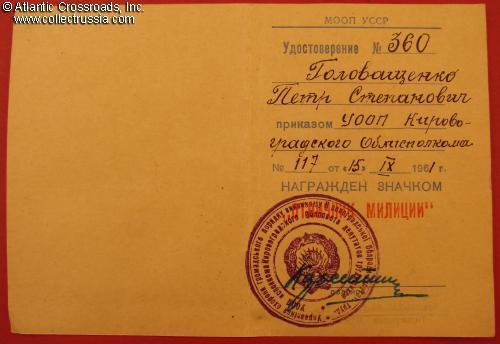 © Atlantic Crossroads, Inc.
www.collectrussia.com
МООП УССР
Удостоверение № 360
Головащенко
Петр Степанович
приказом УООП Кирово-
градского Облисполкома
№ 117 от «15» IX 1961 г.
НАГРАЖДЕН ЗНАЧКОМ
МИЛИЦИИ"